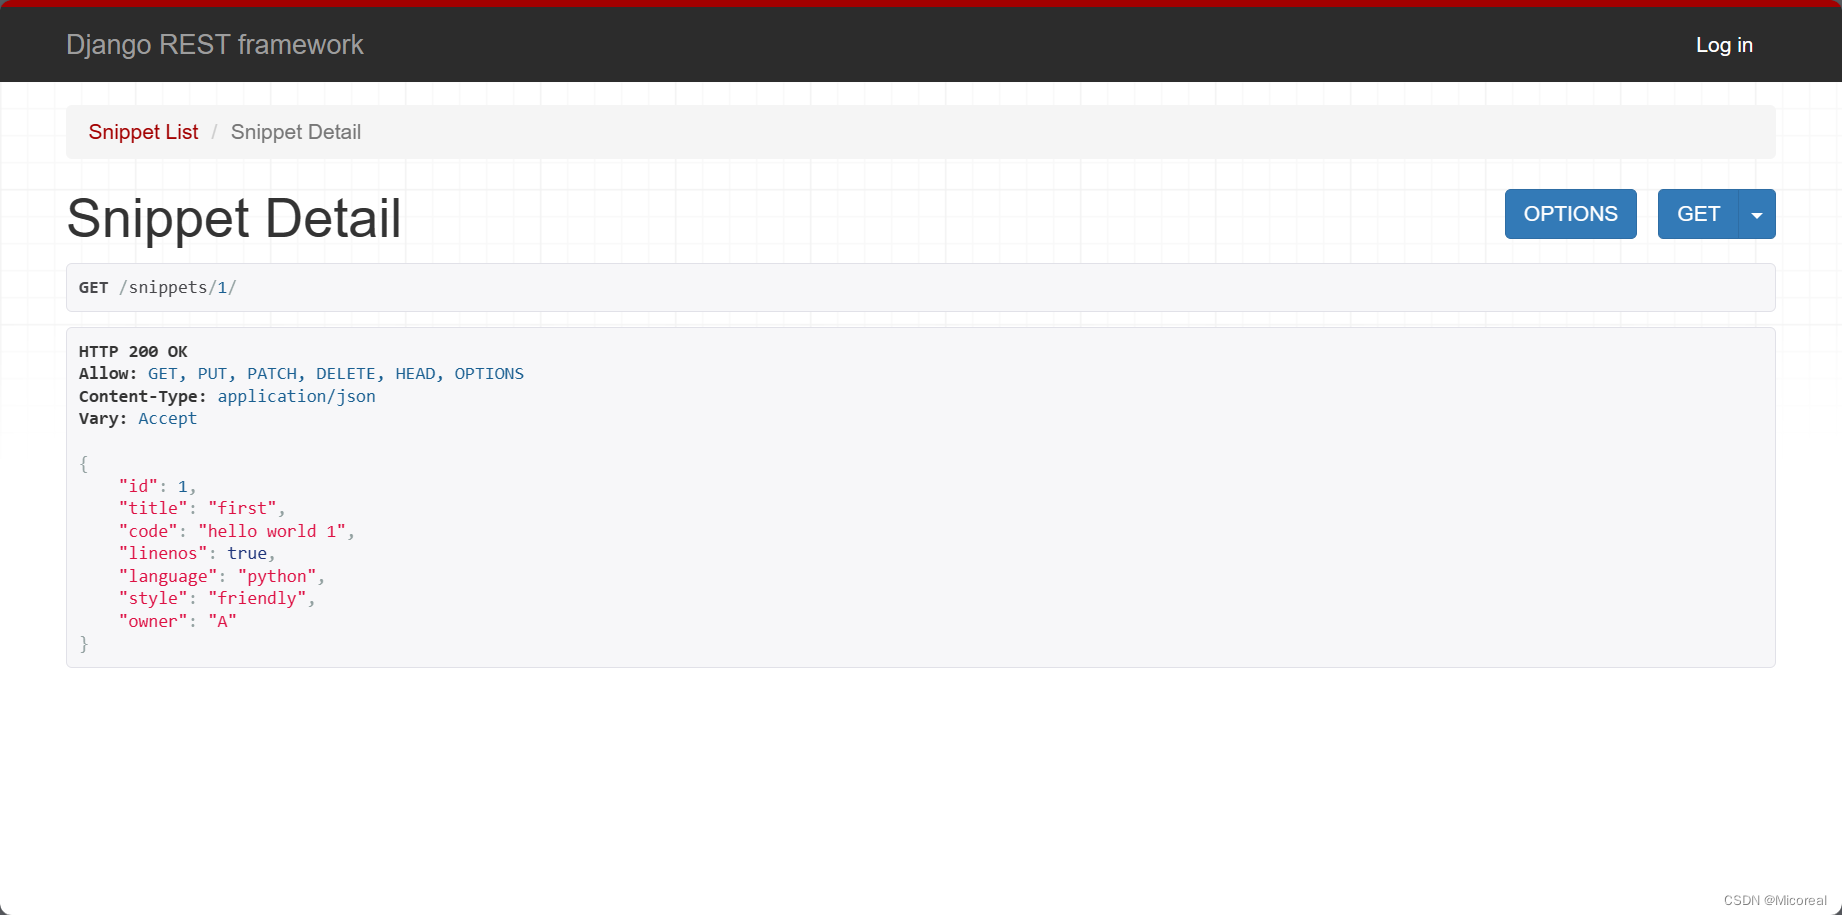 Django REST framework
Log in
Snippet List / Snippet Detail
Snippet Detail
OPTIONS
GET
GET /snippets/1/
HTTP 200 OK
Allow: GET, PUT, PATCH, DELETE, HEAD, OPTIONS
Content-Type: application/json
Vary: Accept
{
    "id": 1,
    "title": "first",
    "code": "hello world 1",
    "linenos": true,
    "language": "python",
    "style": "friendly",
    "owner": "A"
}
CSDN @Micoreal